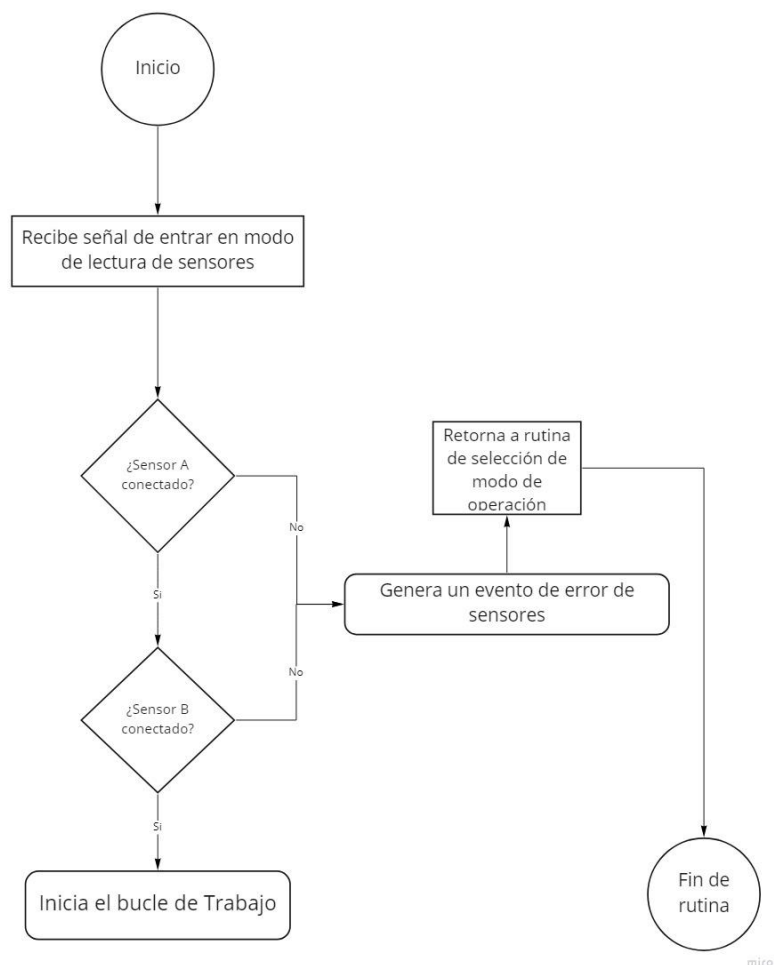 Inicio
Recibe señal de entrar en modo
de lectura de sensores
¿Sensor A
conectado?
No
Si
Retorna a rutina
de selección de
modo de
operación
Genera un evento de error de
sensores
¿Sensor B
conectado?
No
Si
Inicia el bucle de Trabajo
Fin de
rutina
miro